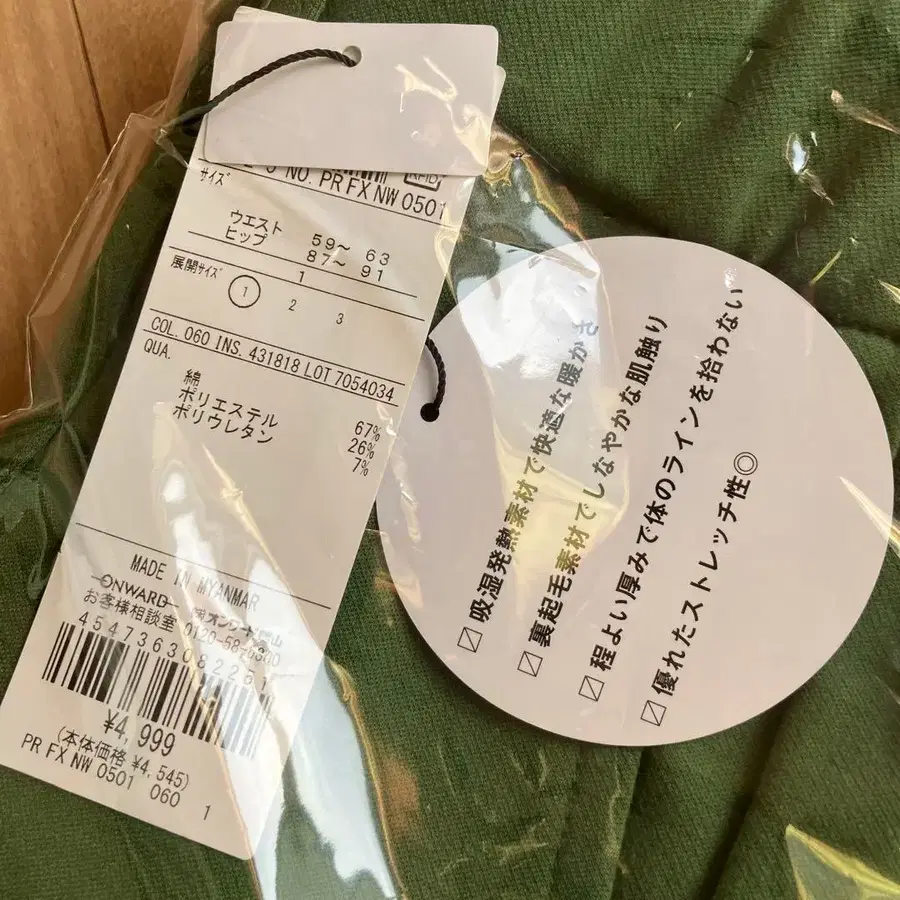 NO. PR FX NW 0501
サイズ
ウエスト 59〜 63
ヒップ 87〜 91
展開サイズ 1
1 2 3
COL. 060 INS. 431818 LOT 7054034
QUA.
綿 67%
ポリエステル 26%
ポリウレタン 7%
MADE IN MYANMAR
ONWARD
お客様相談室
¥4,999
(本体価格 ¥4,545)
PR FX NW 0501 060 1
吸湿発熱素材で快適な暖かさ
裏起毛素材でしなやかな肌触り
程よい厚みで体のラインを拾わない
優れたストレッチ性◎